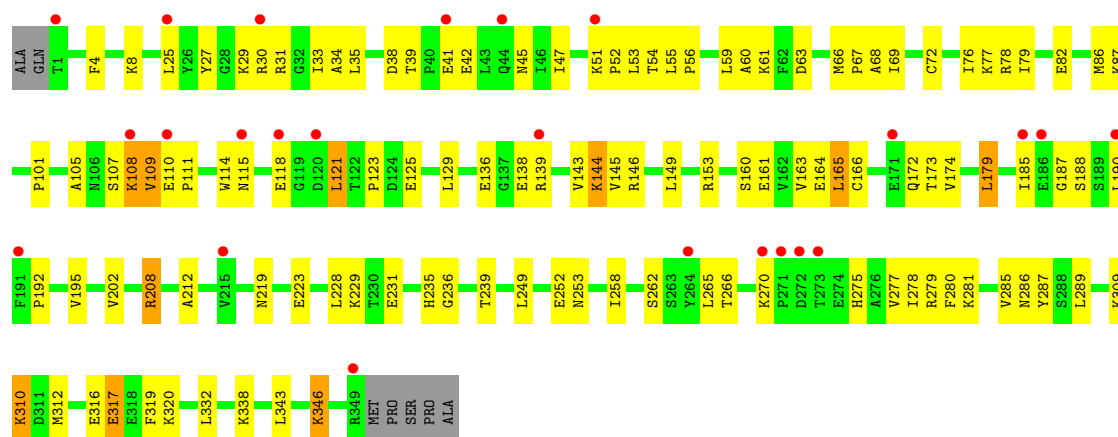 ALA GLN T1 F4 K8 L25 Y26 Y27 G28 K29 R30 R31 G32 I33 A34 L35 D38 T39 P40 E41 E42 L43 Q44 N45 I46 I47 K51 P52 L53 T54 L55 P56 L59 A60 K61 F62 D63 M66 P67 A68 I69 C72 I76 K77 R78 I79 E82 M86 K87
P101 A105 N106 S107 K108 V109 E110 P111 W114 N115 E118 G119 D120 L121 T122 P123 D124 E125 L129 E136 G137 E138 R139 V143 K144 V145 R146 L149 R153 S160 E161 V162 V163 E164 L165 C166 E171 Q172 T173 V174 L179 I185 E186 G187 S188 S189 L190
F191 P192 V195 V202 R208 A212 V215 N219 E223 L228 K229 T230 E231 H235 G236 T239 L249 E252 N253 I258 S262 S263 Y264 L265 T266 K270 P271 D272 T273 E274 N275 A276 V277 I278 R279 F280 K281 V285 N286 Y287 S288 L289 K309
K310 D311 M312 E316 E317 E318 F319 K320 L332 K338 L343 K346 R349 MET PRO SER PRO ALA